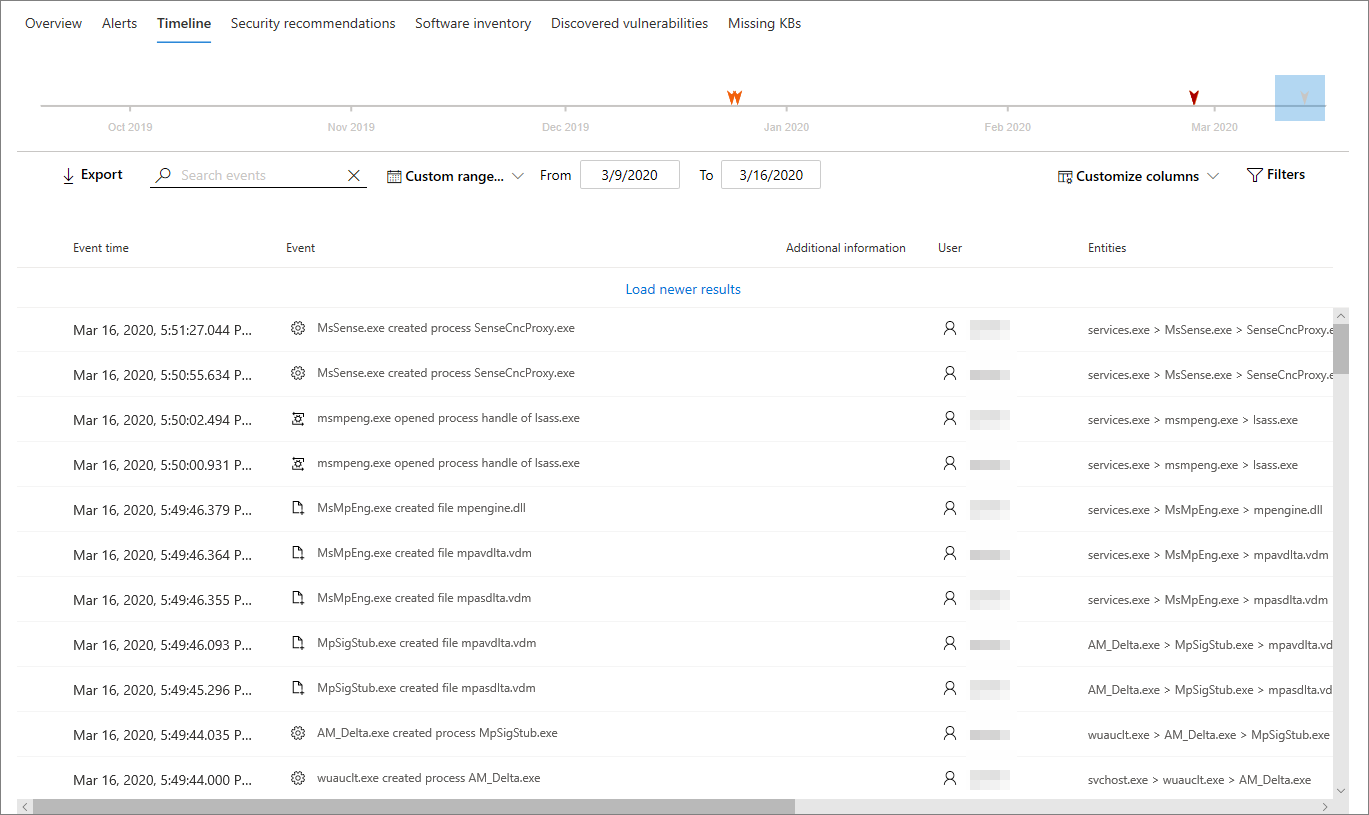 Overview Alerts Timeline Security recommendations Software inventory Discovered vulnerabilities Missing KBs
Oct 2019 Nov 2019 Dec 2019 Jan 2020 Feb 2020 Mar 2020
Export Search events Custom range... From 3/9/2020 To 3/16/2020 Customize columns Filters
Event time Event Additional information User Entities
Load newer results
Mar 16, 2020, 5:51:27.044 P... MsSense.exe created process SenseCncProxy.exe services.exe > MsSense.exe > SenseCncProxy.e
Mar 16, 2020, 5:50:55.634 P... MsSense.exe created process SenseCncProxy.exe services.exe > MsSense.exe > SenseCncProxy.e
Mar 16, 2020, 5:50:02.494 P... msmpeng.exe opened process handle of lsass.exe services.exe > msmpeng.exe > lsass.exe
Mar 16, 2020, 5:50:00.931 P... msmpeng.exe opened process handle of lsass.exe services.exe > msmpeng.exe > lsass.exe
Mar 16, 2020, 5:49:46.379 P... MsMpEng.exe created file mpengine.dll services.exe > MsMpEng.exe > mpengine.dll
Mar 16, 2020, 5:49:46.364 P... MsMpEng.exe created file mpavdlta.vdm services.exe > MsMpEng.exe > mpavdlta.vdm
Mar 16, 2020, 5:49:46.355 P... MsMpEng.exe created file mpasdlta.vdm services.exe > MsMpEng.exe > mpasdlta.vdm
Mar 16, 2020, 5:49:46.093 P... MpSigStub.exe created file mpavdlta.vdm AM_Delta.exe > MpSigStub.exe > mpavdlta.vd
Mar 16, 2020, 5:49:45.296 P... MpSigStub.exe created file mpasdlta.vdm AM_Delta.exe > MpSigStub.exe > mpasdlta.vd
Mar 16, 2020, 5:49:44.035 P... AM_Delta.exe created process MpSigStub.exe wuauclt.exe > AM_Delta.exe > MpSigStub.exe
Mar 16, 2020, 5:49:44.000 P... wuauclt.exe created process AM_Delta.exe svchost.exe > wuauclt.exe > AM_Delta.exe